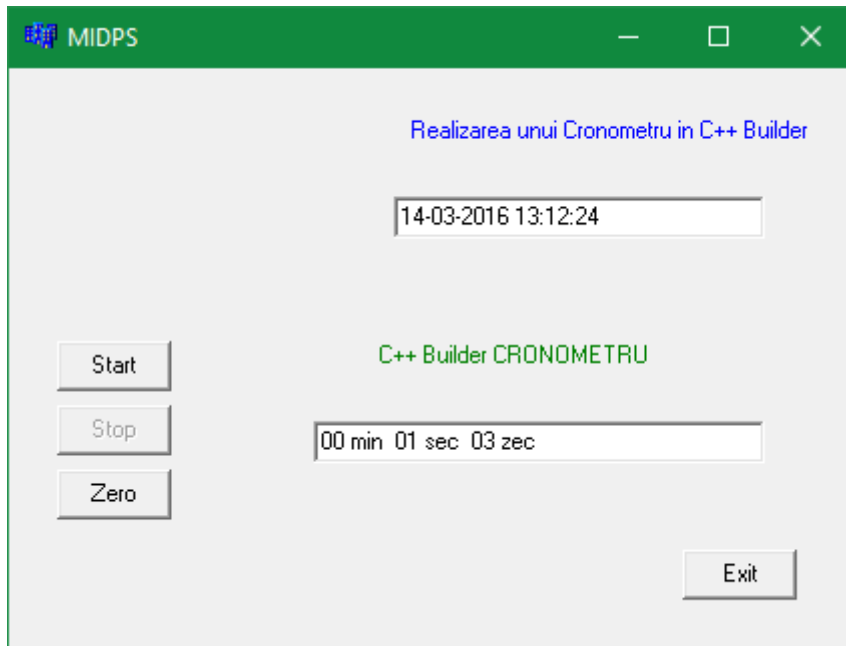 MIDPS
Realizarea unui Cronometru in C++ Builder
14-03-2016 13:12:24
Start
C++ Builder CRONOMETRU
Stop
00 min  01 sec  03 zec
Zero
Exit